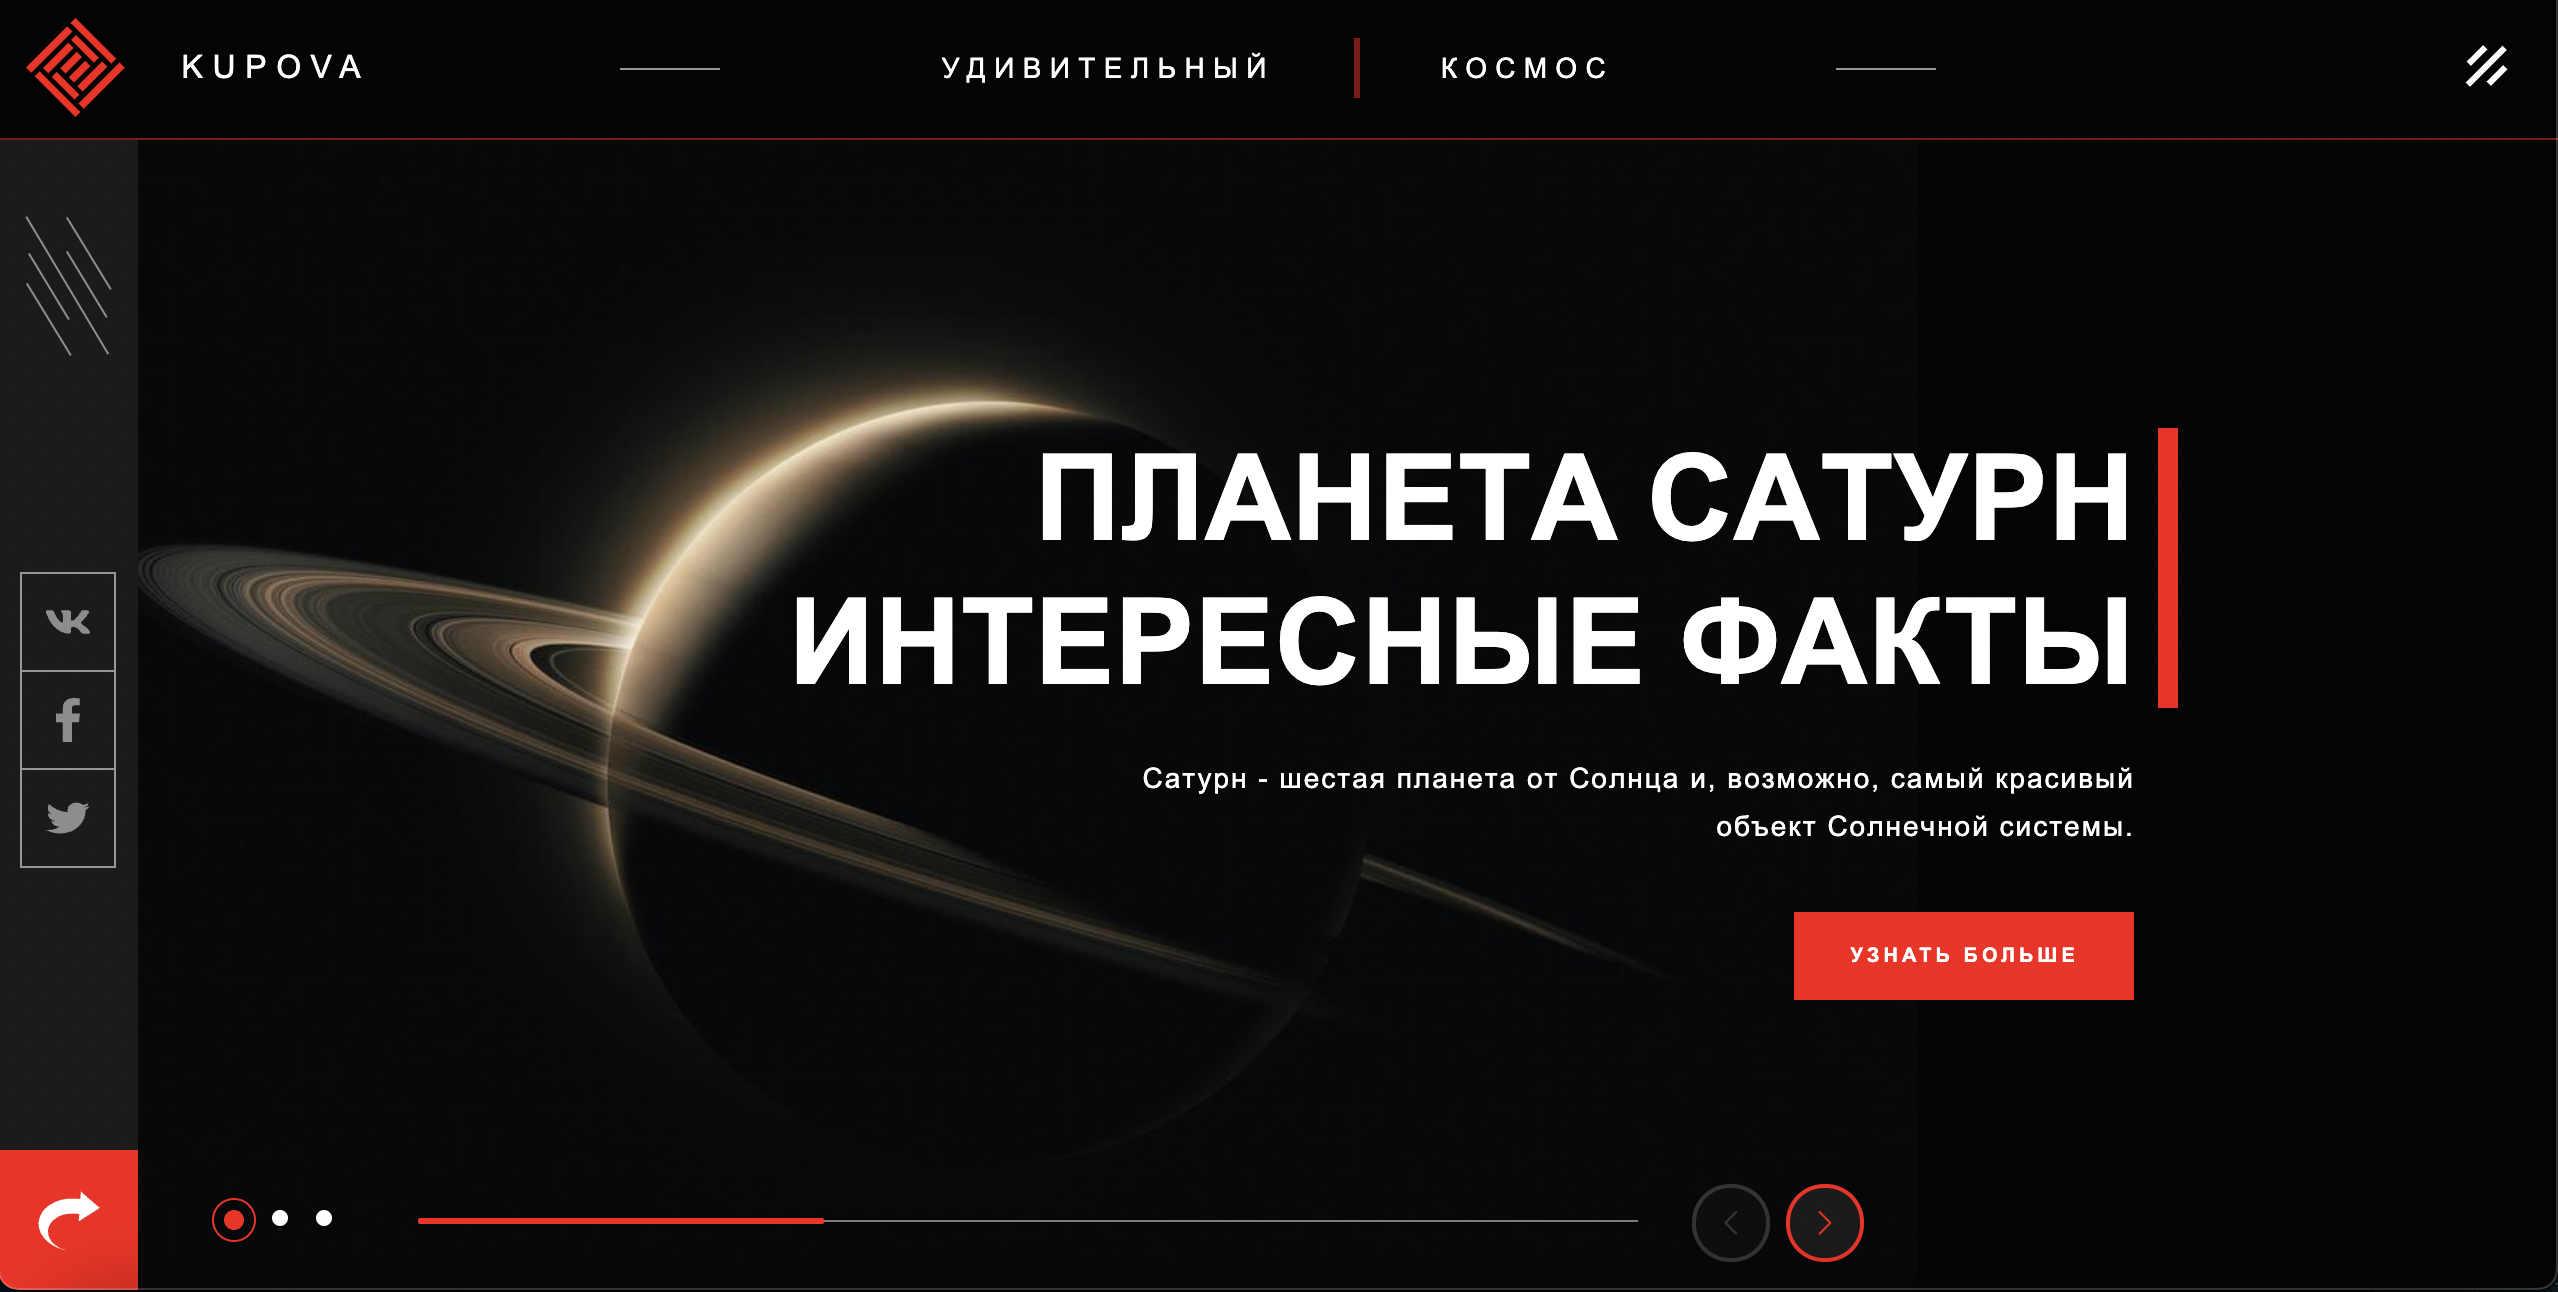 KUPOVA
УДИВИТЕЛЬНЫЙ
КОСМОС
ПЛАНЕТА САТУРН
ИНТЕРЕСНЫЕ ФАКТЫ
Сатурн - шестая планета от Солнца и, возможно, самый красивый
объект Солнечной системы.
УЗНАТЬ БОЛЬШЕ